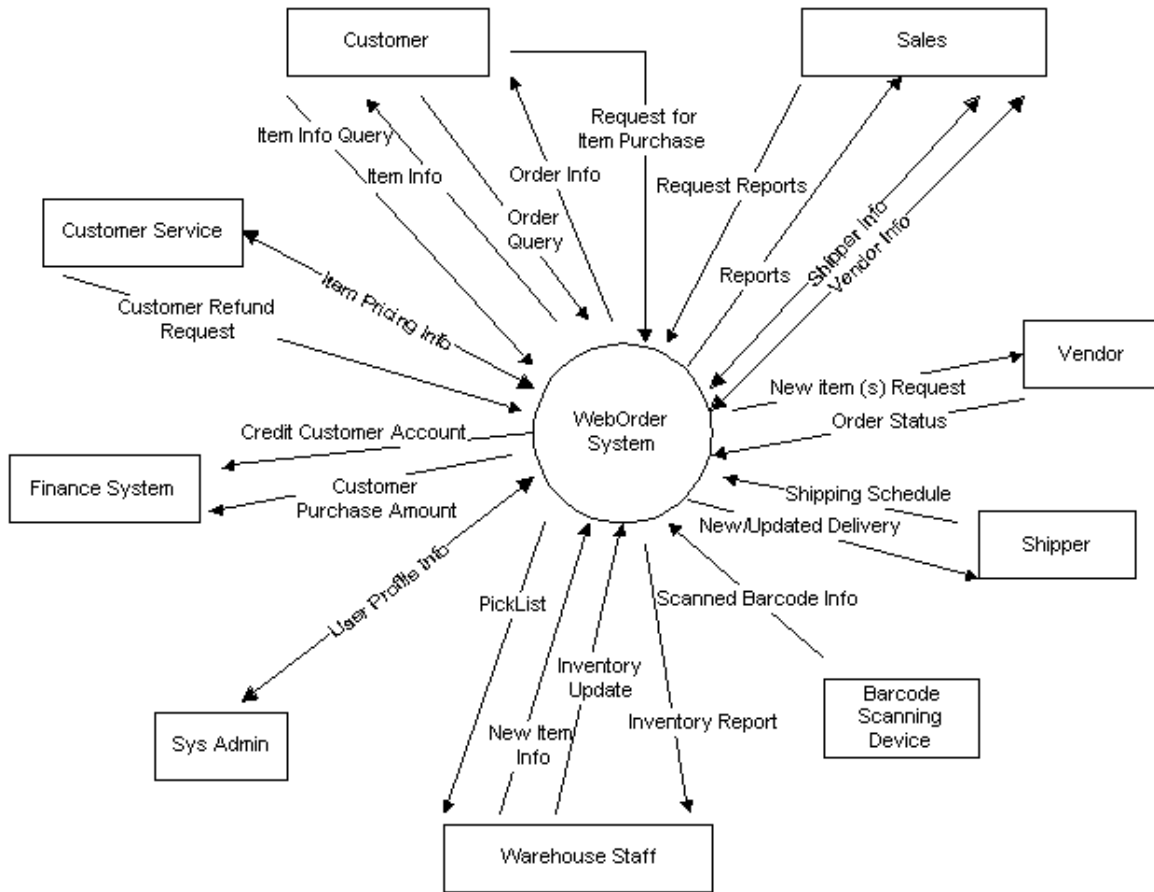 Customer
Sales
Item Info Query
Item Info
Order Info
Order
Query
Request for
Item Purchase
Request Reports
Reports
Shipper Info
Vendor Info
Customer Service
Item Pricing Info
Customer Refund
Request
Vendor
New item (s) Request
Order Status
WebOrder
System
Credit Customer Account
Finance System
Customer
Purchase Amount
Shipping Schedule
New/Updated Delivery
Shipper
User Profile Info
PickList
Scanned Barcode Info
Inventory
Update
Inventory Report
New Item
Info
Barcode
Scanning
Device
Sys Admin
Warehouse Staff